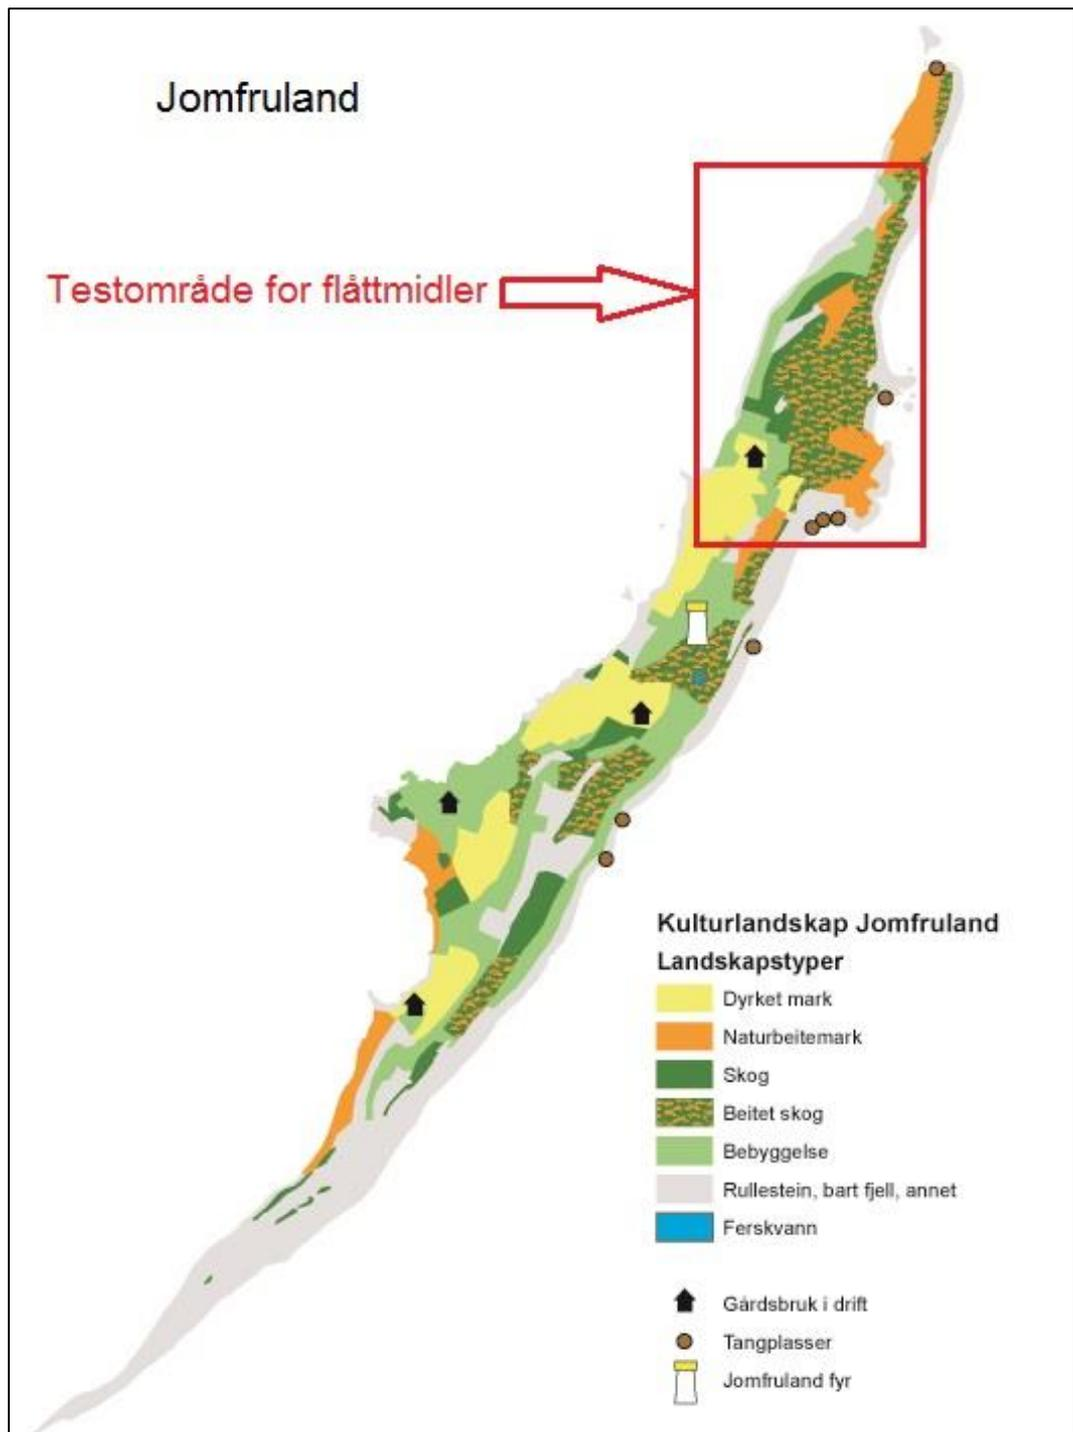 Jomfruland
Testområde for flåttmidler
Kulturlandskap Jomfruland
Landskapstyper
Dyrket mark
Naturbeitemark
Skog
Beitet skog
Bebyggelse
Rullestein, bart fjell, annet
Ferskvann
Gårdsbruk i drift
Tangplasser
Jomfruland fyr